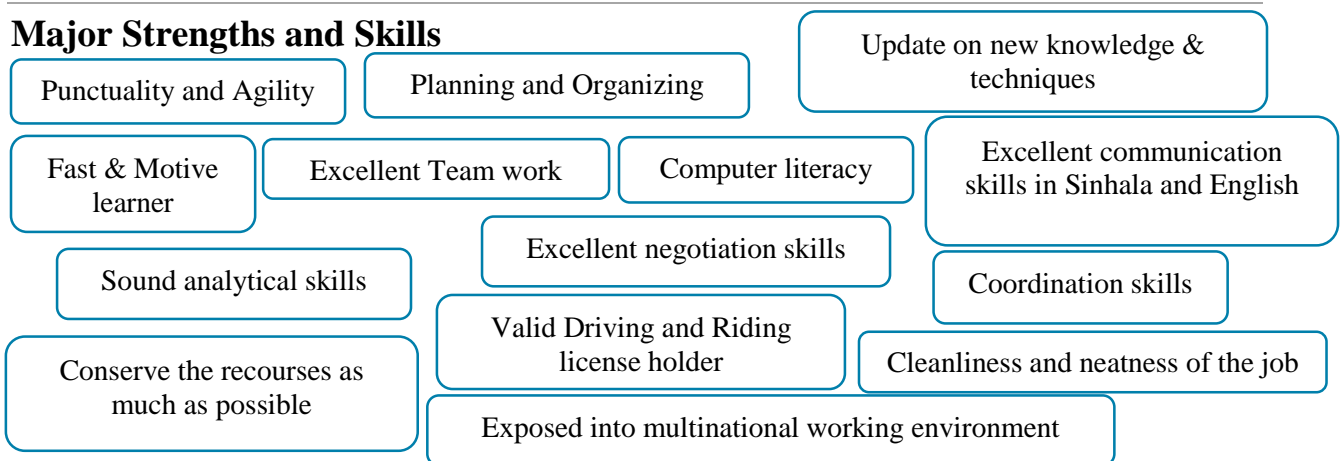 Major Strengths and Skills
Update on new knowledge &
techniques
Punctuality and Agility
Planning and Organizing
Fast & Motive
learner
Excellent Team work
Computer literacy
Excellent communication
skills in Sinhala and English
Excellent negotiation skills
Sound analytical skills
Coordination skills
Valid Driving and Riding
license holder
Cleanliness and neatness of the job
Conserve the recourses as
much as possible
Exposed into multinational working environment